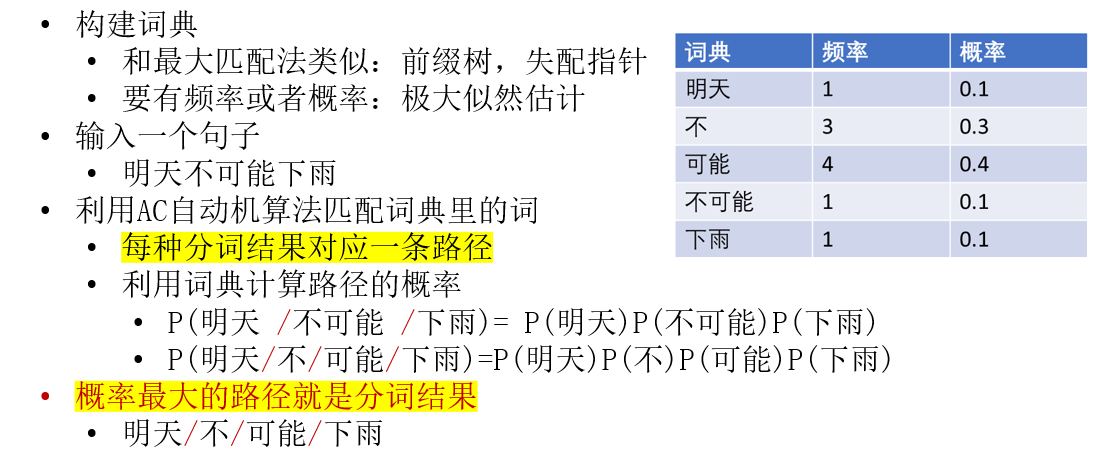 构建词典
和最大匹配法类似：前缀树，失配指针
要有频率或者概率：极大似然估计
输入一个句子
明天不可能下雨
利用AC自动机算法匹配词典里的词
每种分词结果对应一条路径
利用词典计算路径的概率
P(明天 /不可能 /下雨)= P(明天)P(不可能)P(下雨)
P(明天/不/可能/下雨)=P(明天)P(不)P(可能)P(下雨)
概率最大的路径就是分词结果
明天/不/可能/下雨
词典 频率 概率
明天 1 0.1
不 3 0.3
可能 4 0.4
不可能 1 0.1
下雨 1 0.1